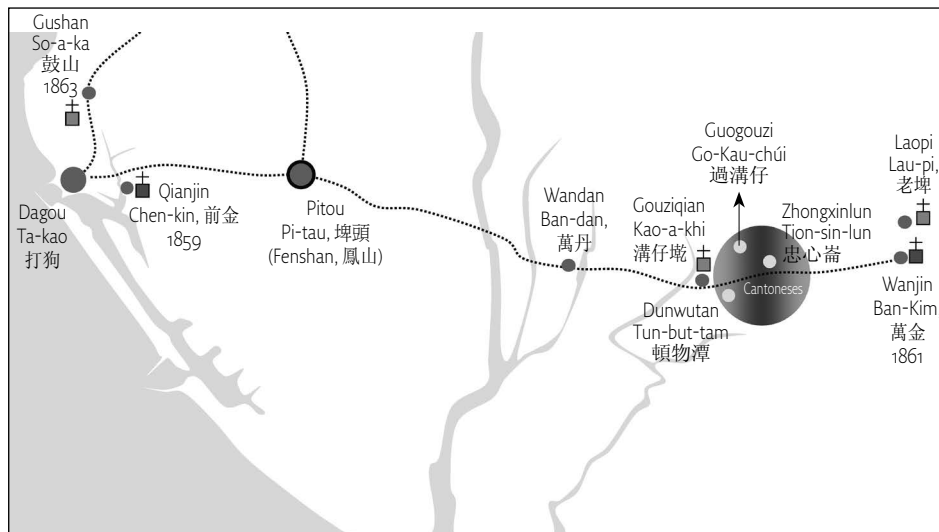 Gushan
So-a-ka
鼓山
1863
Dagou
Ta-kao
打狗
Qianjin
Chen-kin, 前金
1859
Pitou
Pi-tau, 埤頭
(Fenshan, 鳳山)
Wandan
Ban-dan,
萬丹
Gouziqian
Kao-a-khi
溝仔墘
Guogouzi
Go-Kau-chúi
過溝仔
Zhongxinlun
Tion-sin-lun
忠心崙
Cantoneses
Dunwutan
Tun-but-tam
頓物潭
Laopi
Lau-pi,
老埤
Wanjin
Ban-Kim
萬金
1861